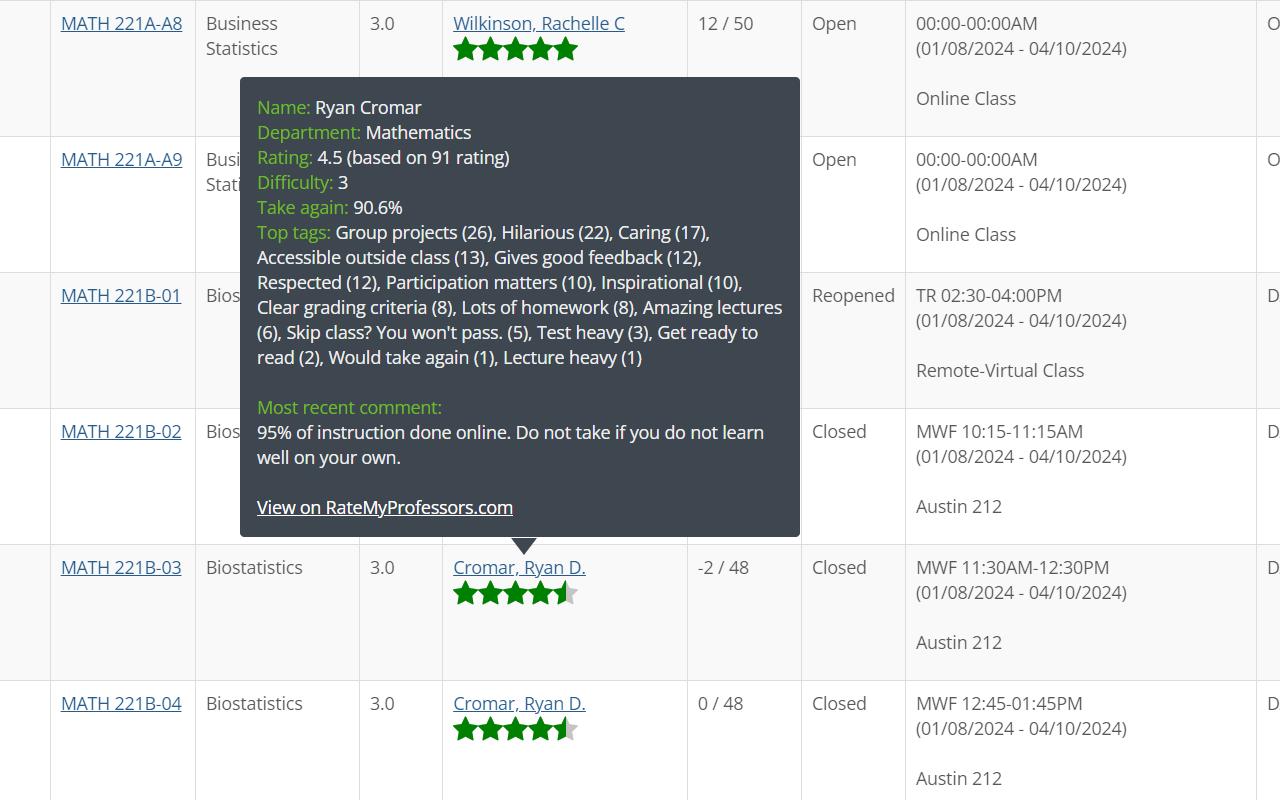 MATH 221A-A8 Business 3.0 Wilkinson, Rachelle C 12 / 50 Open 00:00-00:00AM O
Statistics (01/08/2024 - 04/10/2024)
Online Class
Name: Ryan Cromar
Department: Mathematics
Rating: 4.5 (based on 91 rating)
Difficulty: 3
Take again: 90.6%
Top tags: Group projects (26), Hilarious (22), Caring (17),
Accessible outside class (13), Gives good feedback (12),
Respected (12), Participation matters (10), Inspirational (10),
Clear grading criteria (8), Lots of homework (8), Amazing lectures
(6), Skip class? You won't pass. (5), Test heavy (3), Get ready to
read (2), Would take again (1), Lecture heavy (1)
Most recent comment:
95% of instruction done online. Do not take if you do not learn
well on your own.
View on RateMyProfessors.com
MATH 221A-A9 Busi Open 00:00-00:00AM O
Stati (01/08/2024 - 04/10/2024)
Online Class
MATH 221B-01 Bios Reopened TR 02:30-04:00PM D
(01/08/2024 - 04/10/2024)
Remote-Virtual Class
MATH 221B-02 Bios Closed MWF 10:15-11:15AM D
(01/08/2024 - 04/10/2024)
Austin 212
MATH 221B-03 Biostatistics 3.0 Cromar, Ryan D. -2 / 48 Closed MWF 11:30AM-12:30PM D
(01/08/2024 - 04/10/2024)
Austin 212
MATH 221B-04 Biostatistics 3.0 Cromar, Ryan D. 0 / 48 Closed MWF 12:45-01:45PM D
(01/08/2024 - 04/10/2024)
Austin 212